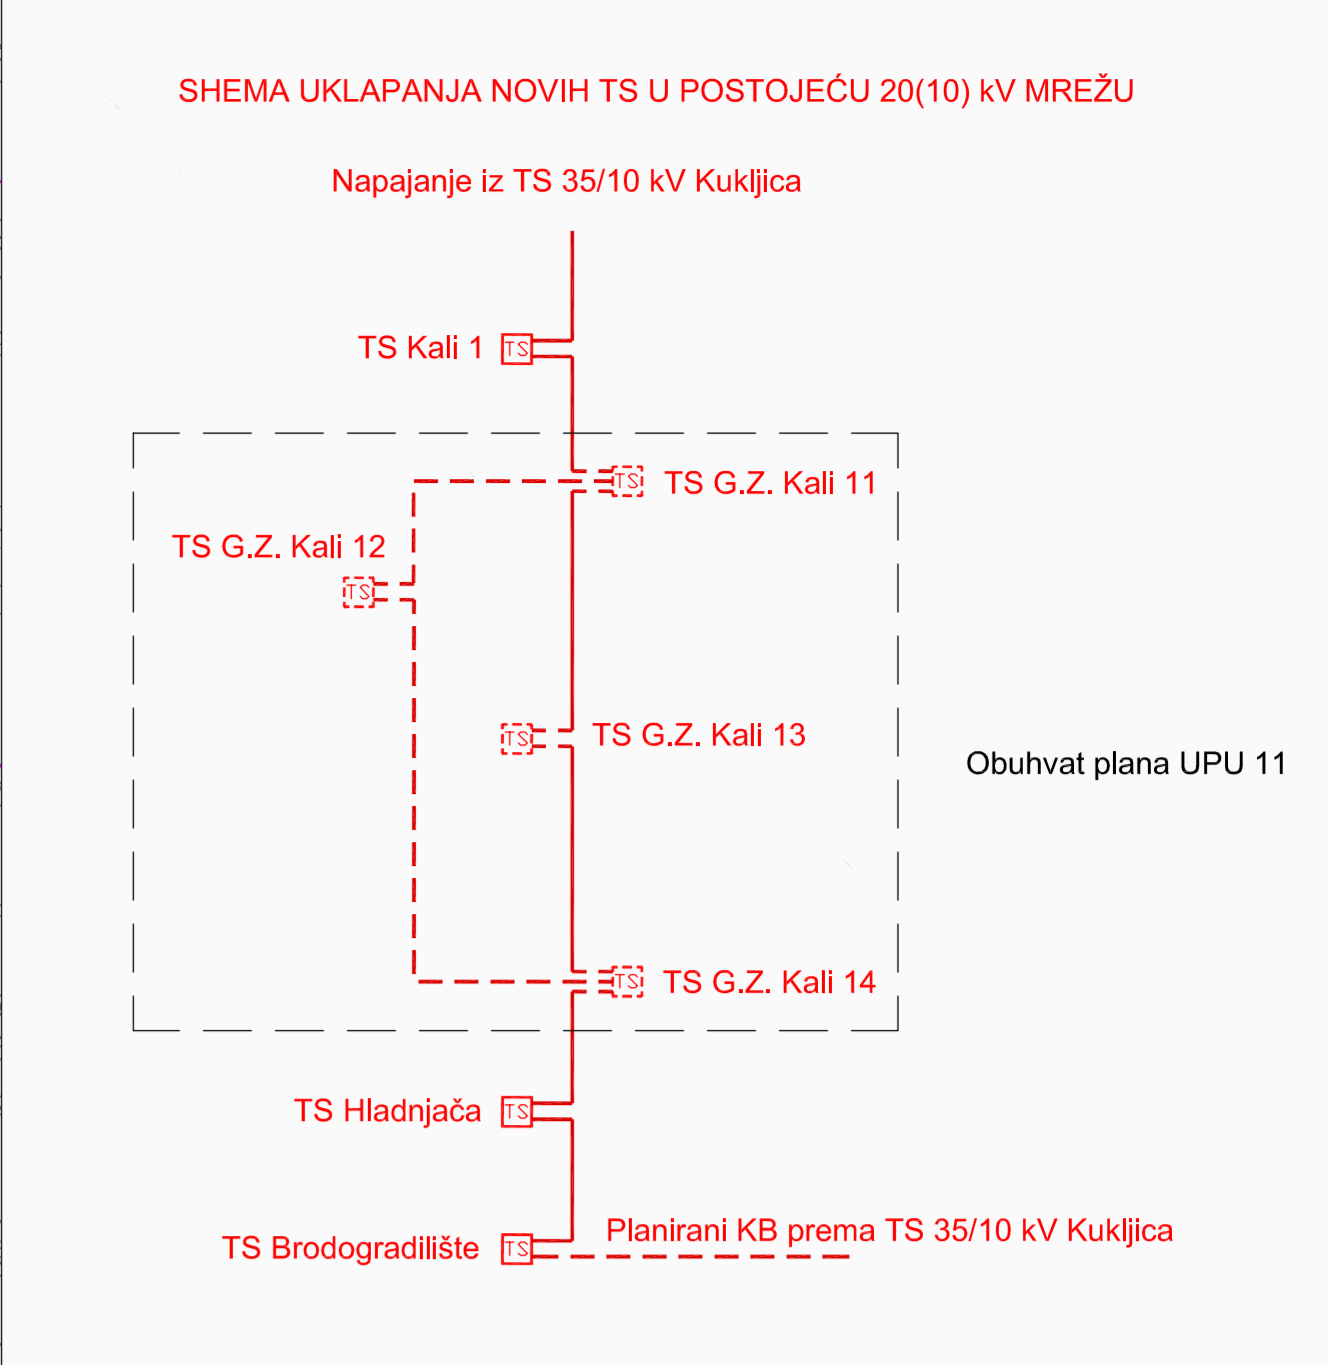 SHEMA UKLAPANJA NOVIH TS U POSTOJEĆU 20(10) kV MREŽU
Napajanje iz TS 35/10 kV Kukljica
TS Kali 1 TS
TS TS G.Z. Kali 11
TS G.Z. Kali 12
TS
TS TS G.Z. Kali 13
Obuhvat plana UPU 11
TS TS G.Z. Kali 14
TS Hladnjača TS
Planirani KB prema TS 35/10 kV Kukljica
TS Brodogradilište TS